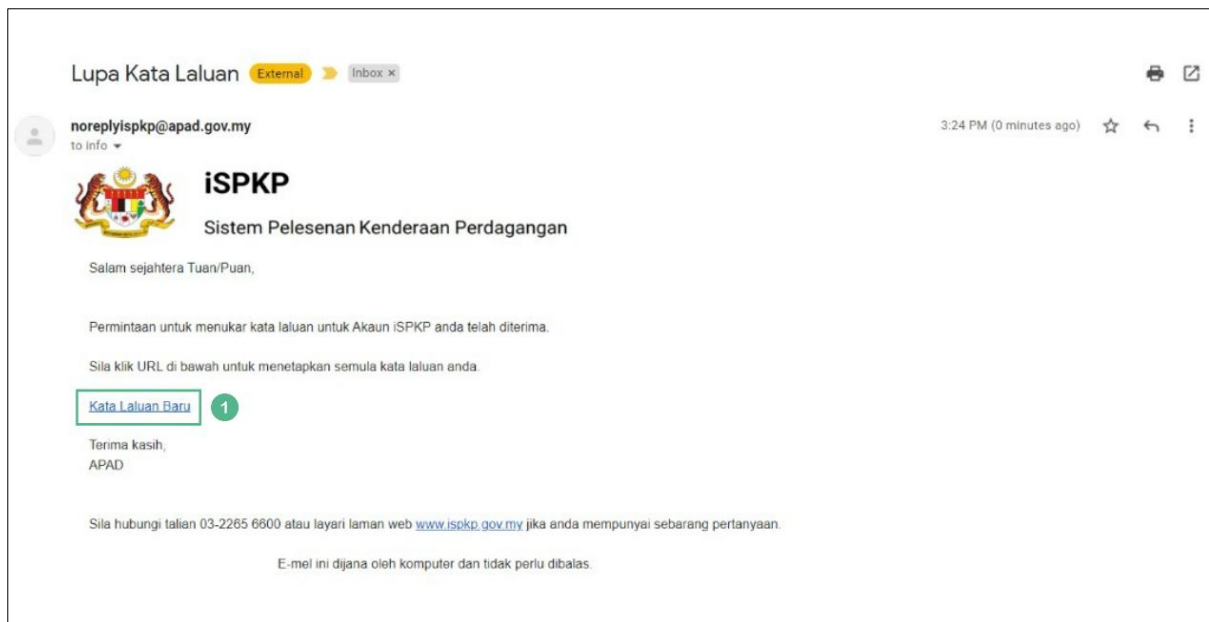 Lupa Kata Laluan External Inbox ×
noreplyispkp@apad.gov.my 3:24 PM (0 minutes ago)
to info
iSPKP
Sistem Pelesenan Kenderaan Perdagangan
Salam sejahtera Tuan/Puan,
Permintaan untuk menukar kata laluan untuk Akaun iSPKP anda telah diterima.
Sila klik URL di bawah untuk menetapkan semula kata laluan anda.
Kata Laluan Baru 1
Terima kasih,
APAD
Sila hubungi talian 03-2265 6600 atau layari laman web www.ispkp.gov.my jika anda mempunyai sebarang pertanyaan.
E-mel ini dijana oleh komputer dan tidak perlu dibalas.